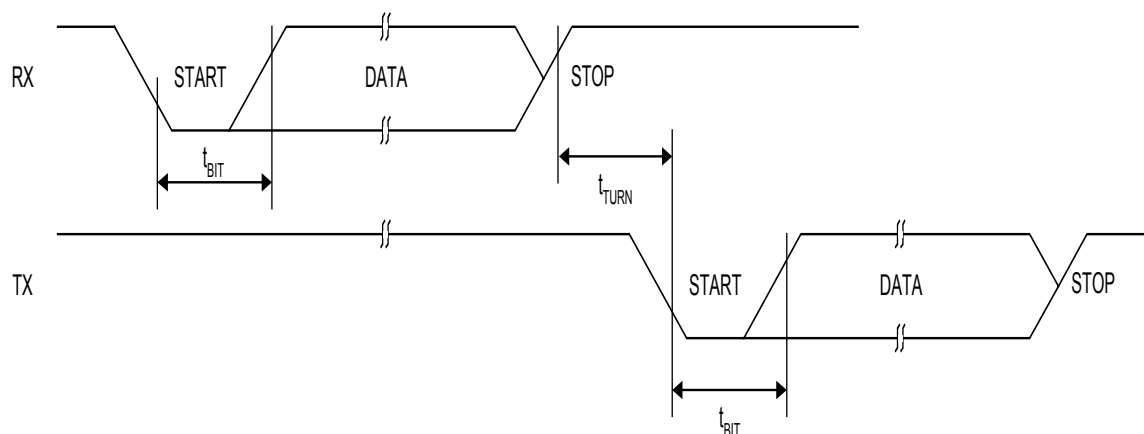 RX
START
DATA
STOP
tBIT
tTURN
TX
START
DATA
STOP
tBIT